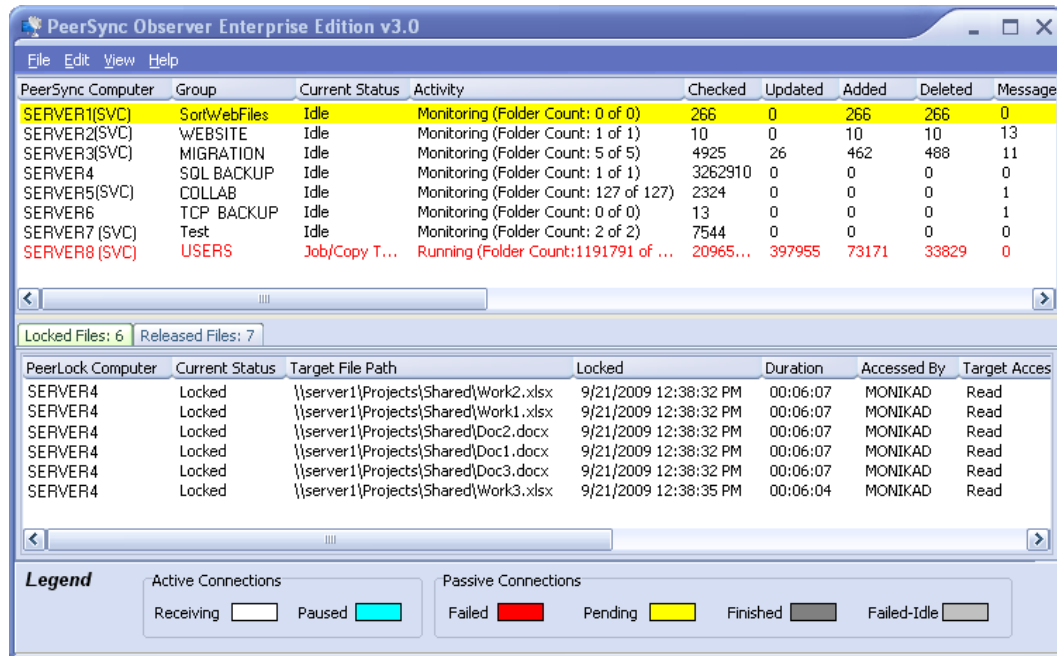 PeerSync Observer Enterprise Edition v3.0
File Edit View Help
PeerSync Computer Group Current Status Activity Checked Updated Added Deleted Message
SERVER1(SVC) SortWebFiles Idle Monitoring (Folder Count: 0 of 0) 266 0 266 266 0
SERVER2(SVC) WEBSITE Idle Monitoring (Folder Count: 1 of 1) 10 0 10 10 13
SERVER3(SVC) MIGRATION Idle Monitoring (Folder Count: 5 of 5) 4925 26 462 488 11
SERVER4 SQL BACKUP Idle Monitoring (Folder Count: 1 of 1) 3262910 0 0 0 0
SERVER5(SVC) COLLAB Idle Monitoring (Folder Count: 127 of 127) 2324 0 0 0 1
SERVER6 TCP BACKUP Idle Monitoring (Folder Count: 0 of 0) 13 0 0 0 1
SERVER7 (SVC) Test Idle Monitoring (Folder Count: 2 of 2) 7544 0 0 0 0
SERVER8 (SVC) USERS Job/Copy T... Running (Folder Count:1191791 of ... 20965... 397955 73171 33829 0
Locked Files: 6 Released Files: 7
PeerLock Computer Current Status Target File Path Locked Duration Accessed By Target Acces
SERVER4 Locked \\server1\Projects\Shared\Work2.xlsx 9/21/2009 12:38:32 PM 00:06:07 MONIKAD Read
SERVER4 Locked \\server1\Projects\Shared\Work1.xlsx 9/21/2009 12:38:32 PM 00:06:07 MONIKAD Read
SERVER4 Locked \\server1\Projects\Shared\Doc2.docx 9/21/2009 12:38:32 PM 00:06:07 MONIKAD Read
SERVER4 Locked \\server1\Projects\Shared\Doc1.docx 9/21/2009 12:38:32 PM 00:06:07 MONIKAD Read
SERVER4 Locked \\server1\Projects\Shared\Doc3.docx 9/21/2009 12:38:32 PM 00:06:07 MONIKAD Read
SERVER4 Locked \\server1\Projects\Shared\Work3.xlsx 9/21/2009 12:38:35 PM 00:06:04 MONIKAD Read
Legend Active Connections Passive Connections
Receiving Paused Failed Pending Finished Failed-Idle